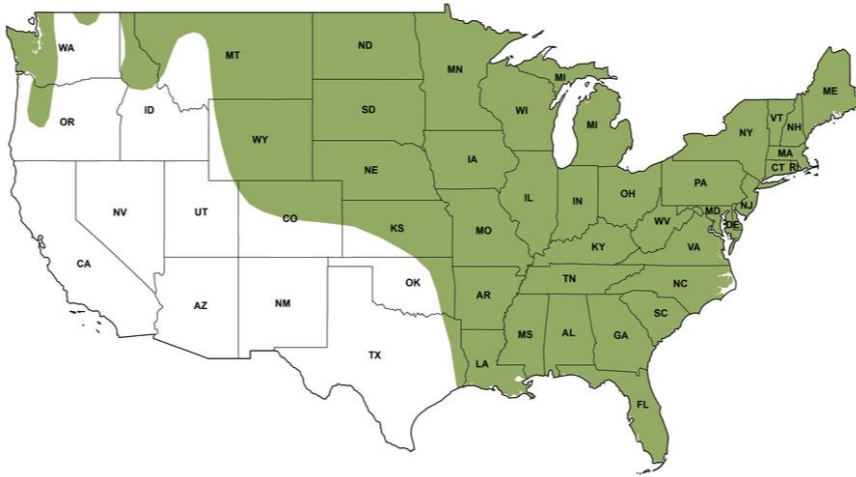 WA
MT
ND
MN
MI
ME
OR
ID
SD
WI
MI
NY
VT
NH
WY
MA
CT
RI
IA
NE
PA
NV
UT
CO
IL
IN
OH
NJ
MD
DE
KS
MO
WV
VA
KY
CA
AZ
NM
OK
AR
TN
NC
SC
MS
AL
GA
TX
LA
FL